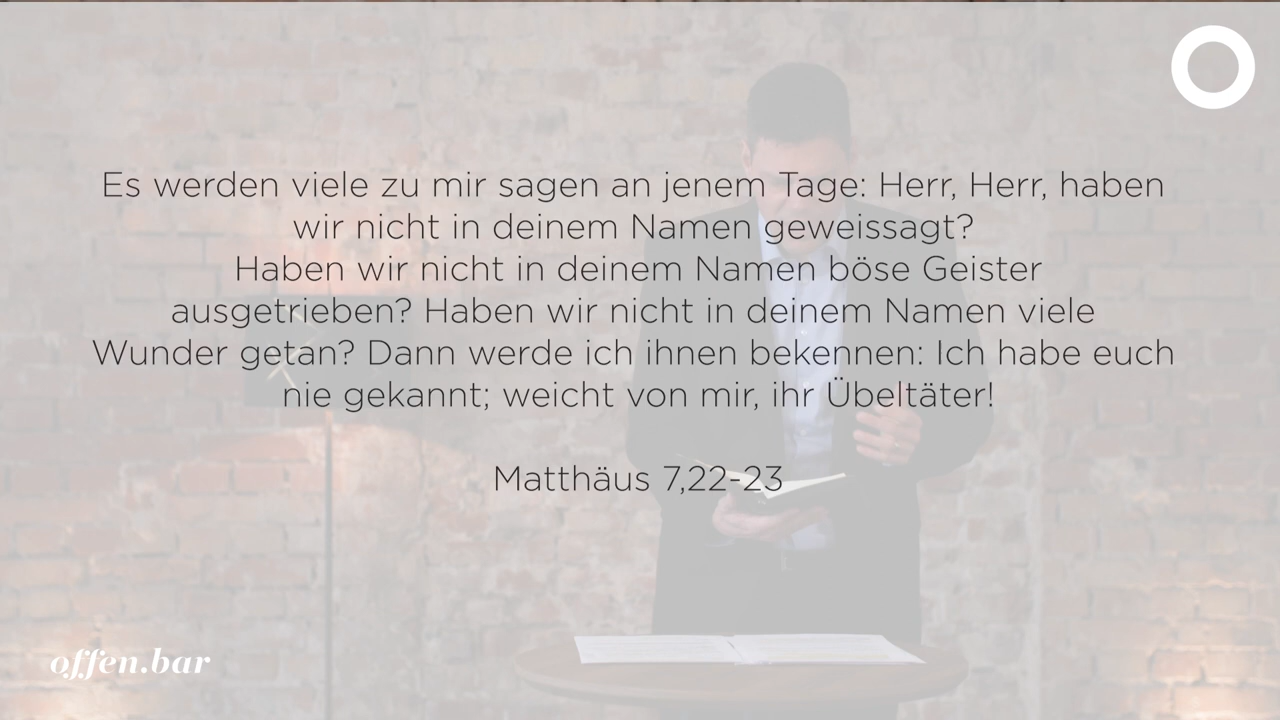 Es werden viele zu mir sagen an jenem Tage: Herr, Herr, haben
wir nicht in deinem Namen geweissagt?
Haben wir nicht in deinem Namen böse Geister
ausgetrieben? Haben wir nicht in deinem Namen viele
Wunder getan? Dann werde ich ihnen bekennen: Ich habe euch
nie gekannt; weicht von mir, ihr Übeltäter!
Matthäus 7,22-23
offen.bar